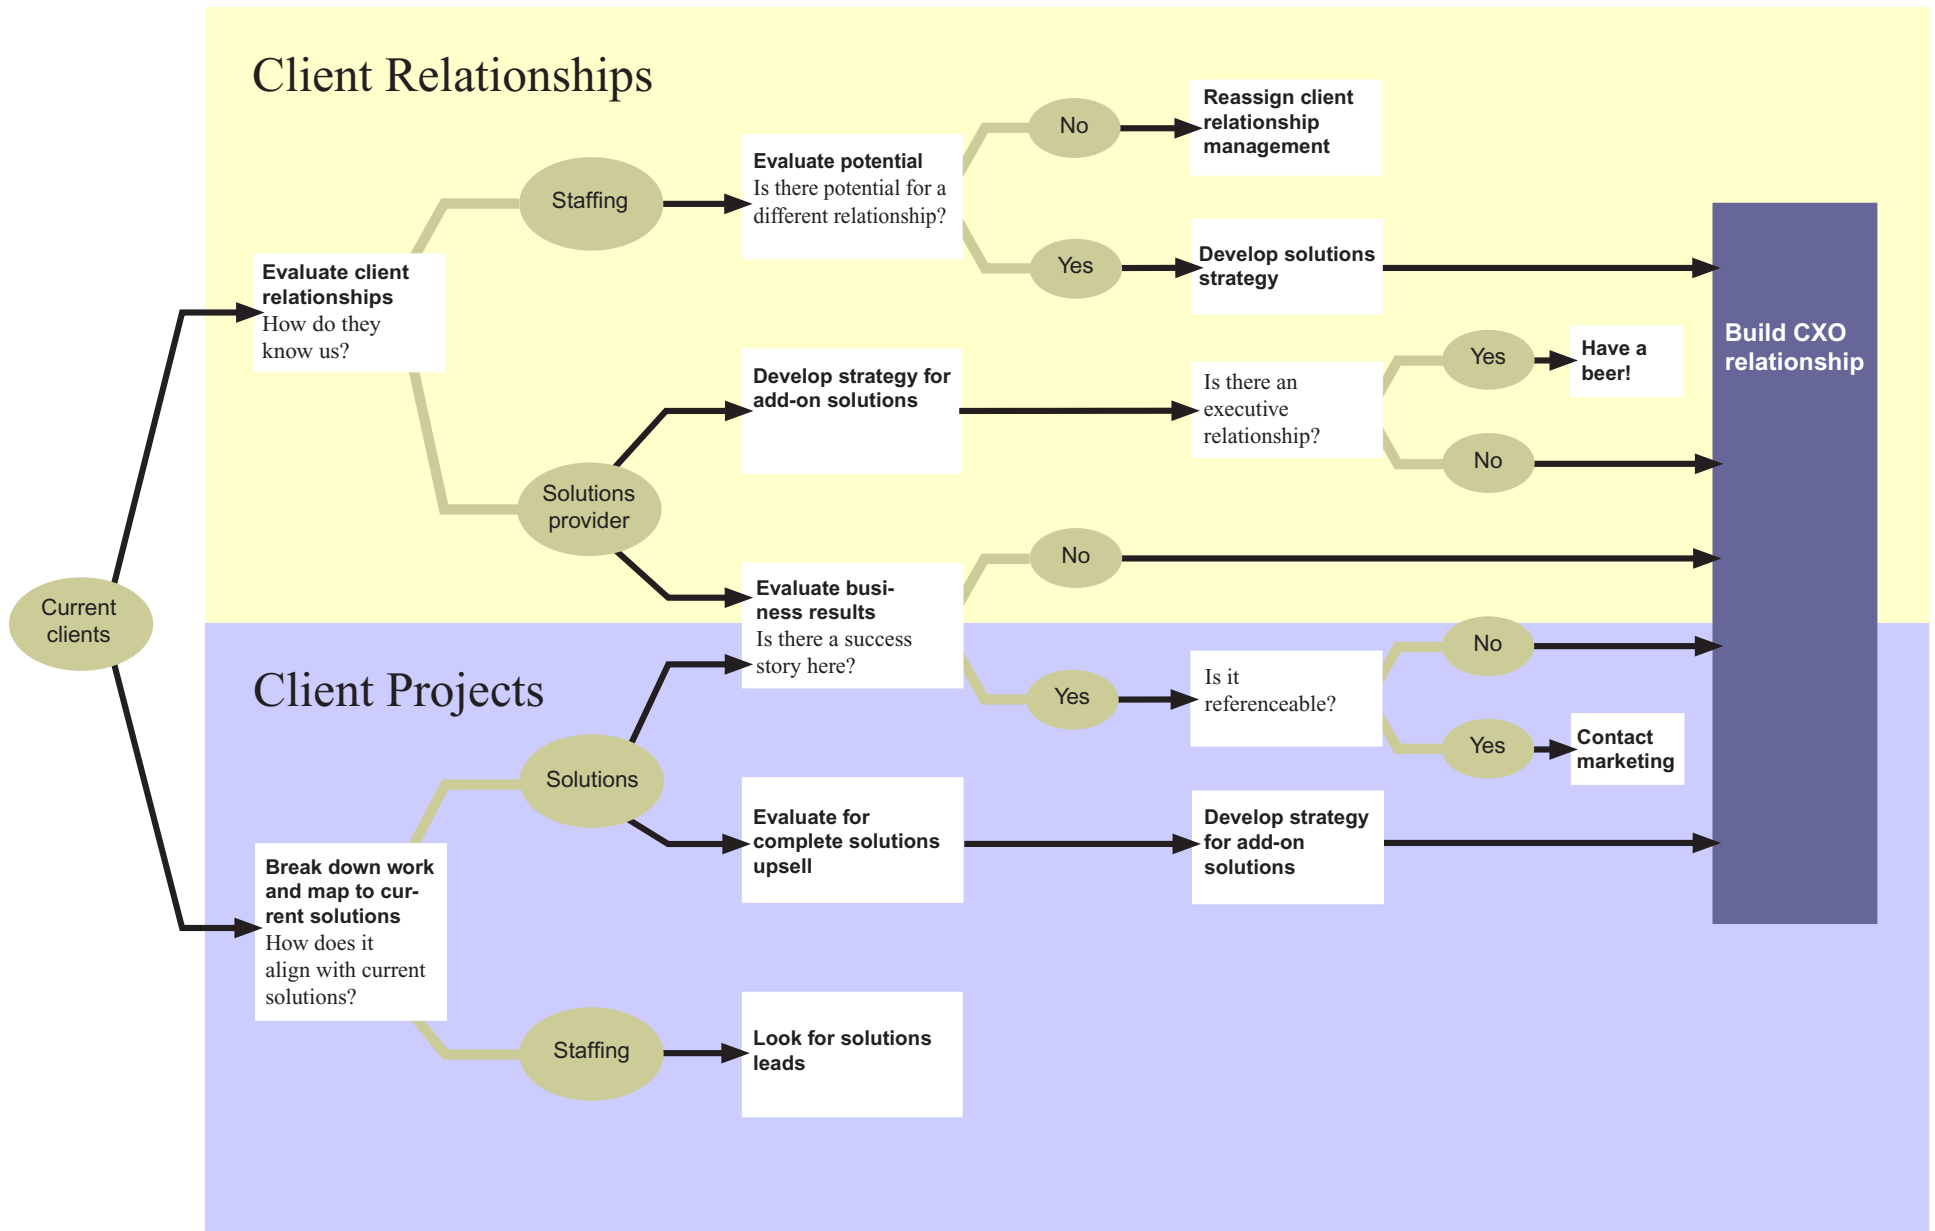 Client Relationships
No
Reassign client
relationship
management
Staffing
Evaluate potential
Is there potential for a
different relationship?
Yes
Develop solutions
strategy
Evaluate client
relationships
How do they
know us?
Build CXO
relationship
Develop strategy for
add-on solutions
Is there an
executive
relationship?
Yes
Have a
beer!
No
Solutions
provider
No
Current
clients
Evaluate busi-
ness results
Is there a success
story here?
Client Projects
Yes
Is it
referenceable?
No
Yes
Contact
marketing
Solutions
Evaluate for
complete solutions
upsell
Develop strategy
for add-on
solutions
Break down work
and map to cur-
rent solutions
How does it
align with current
solutions?
Staffing
Look for solutions
leads